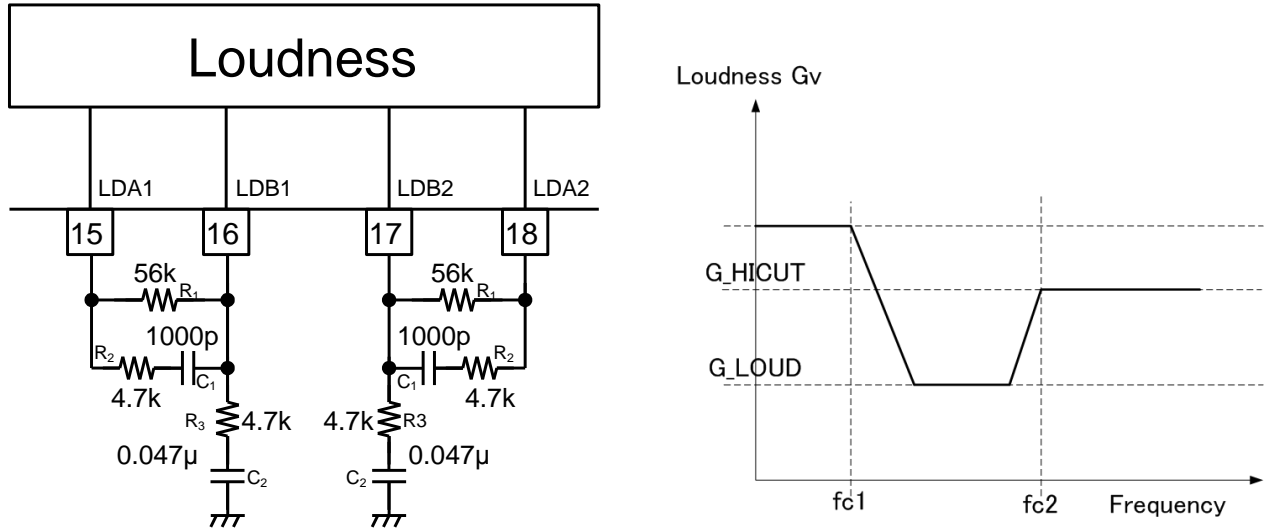 Loudness
LDA1 LDB1 LDB2 LDA2
15 16 17 18
56k 56k
R₁ R₁
1000p 1000p
R₂ R₂
C₁ C₁
4.7k 4.7k
R₃ 4.7k 4.7k R3
0.047μ 0.047μ
C₂ C₂
Loudness Gv
G_HICUT
G_LOUD
fc1 fc2 Frequency